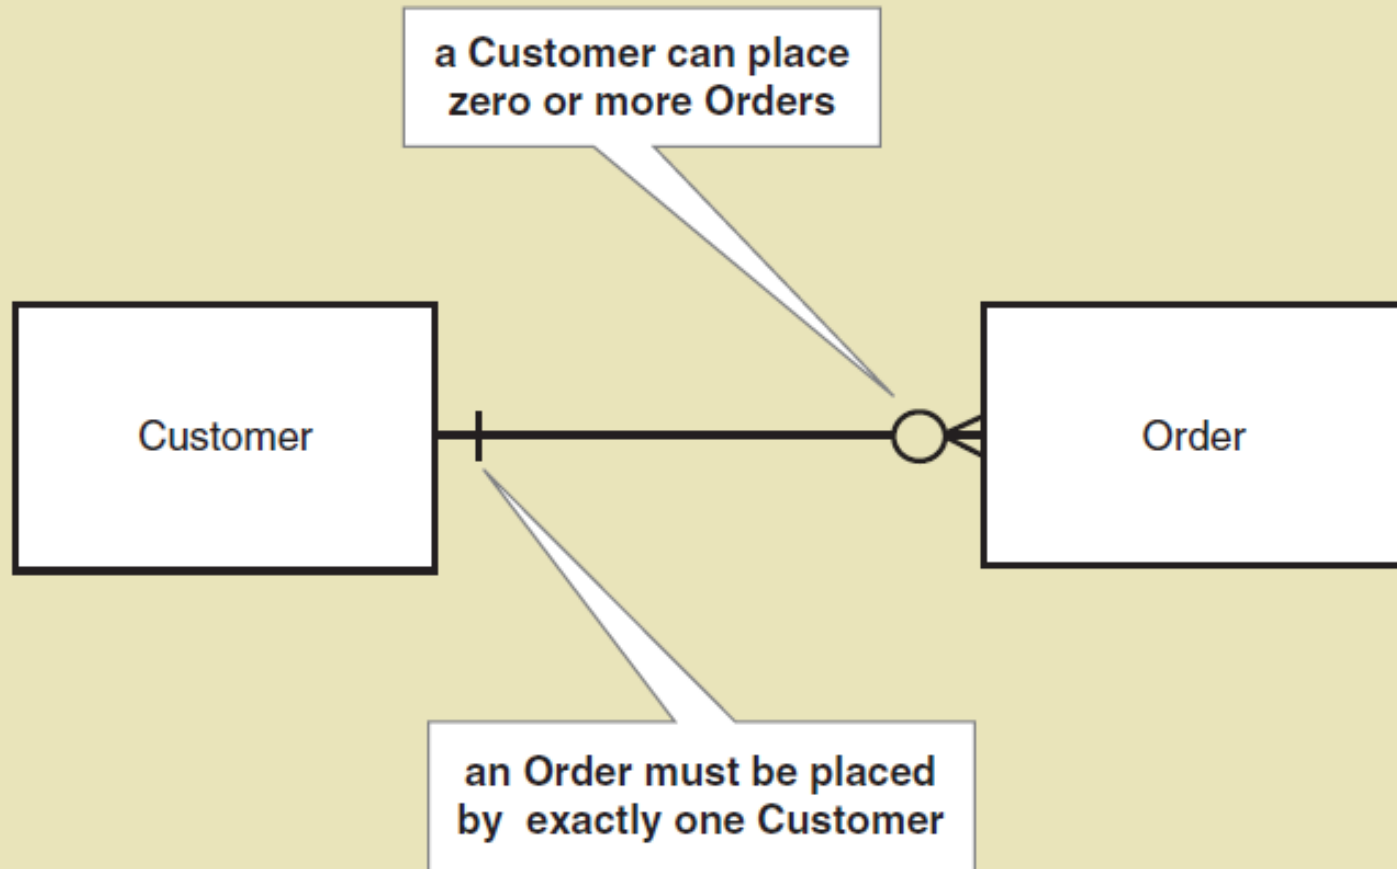 a Customer can place
zero or more Orders
Customer
Order
an Order must be placed
by exactly one Customer